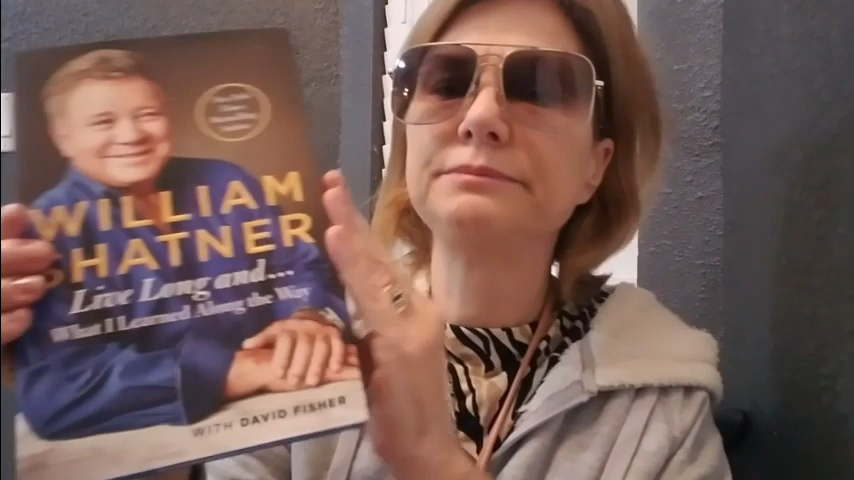 WILLIAM
SHATNER
Live Long and...
What I Learned Along the Way
WITH DAVID FISHER